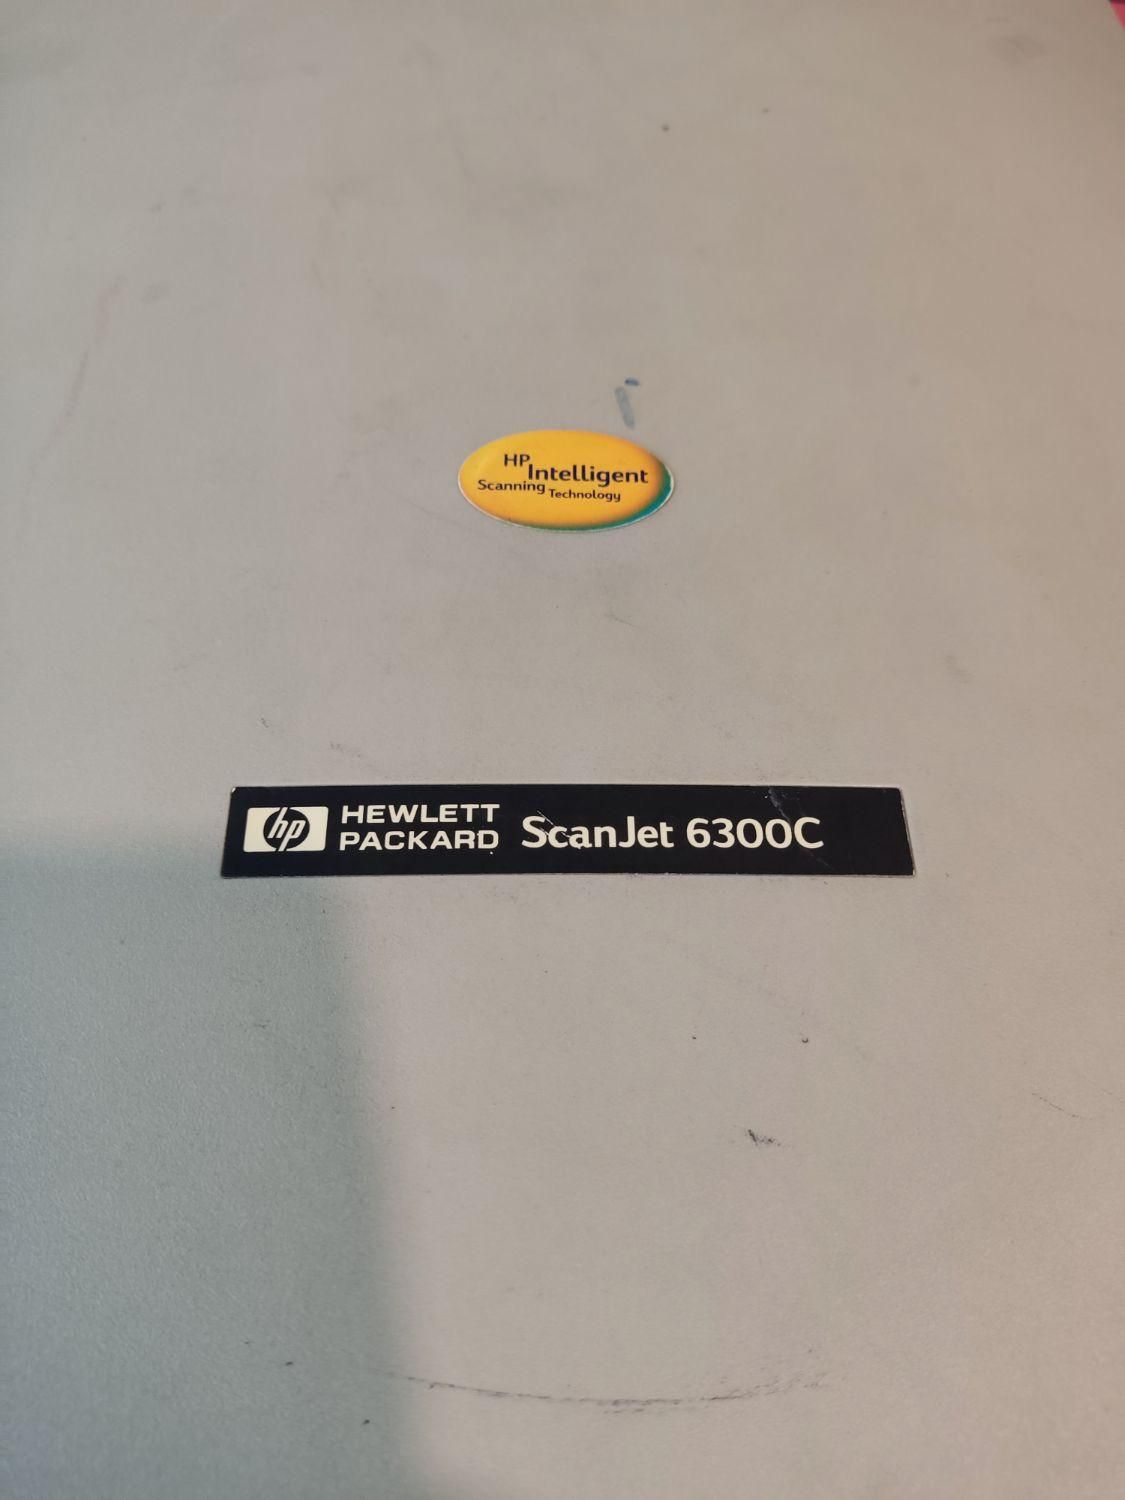 HP Intelligent
Scanning Technology
hp HEWLETT
PACKARD
ScanJet 6300C